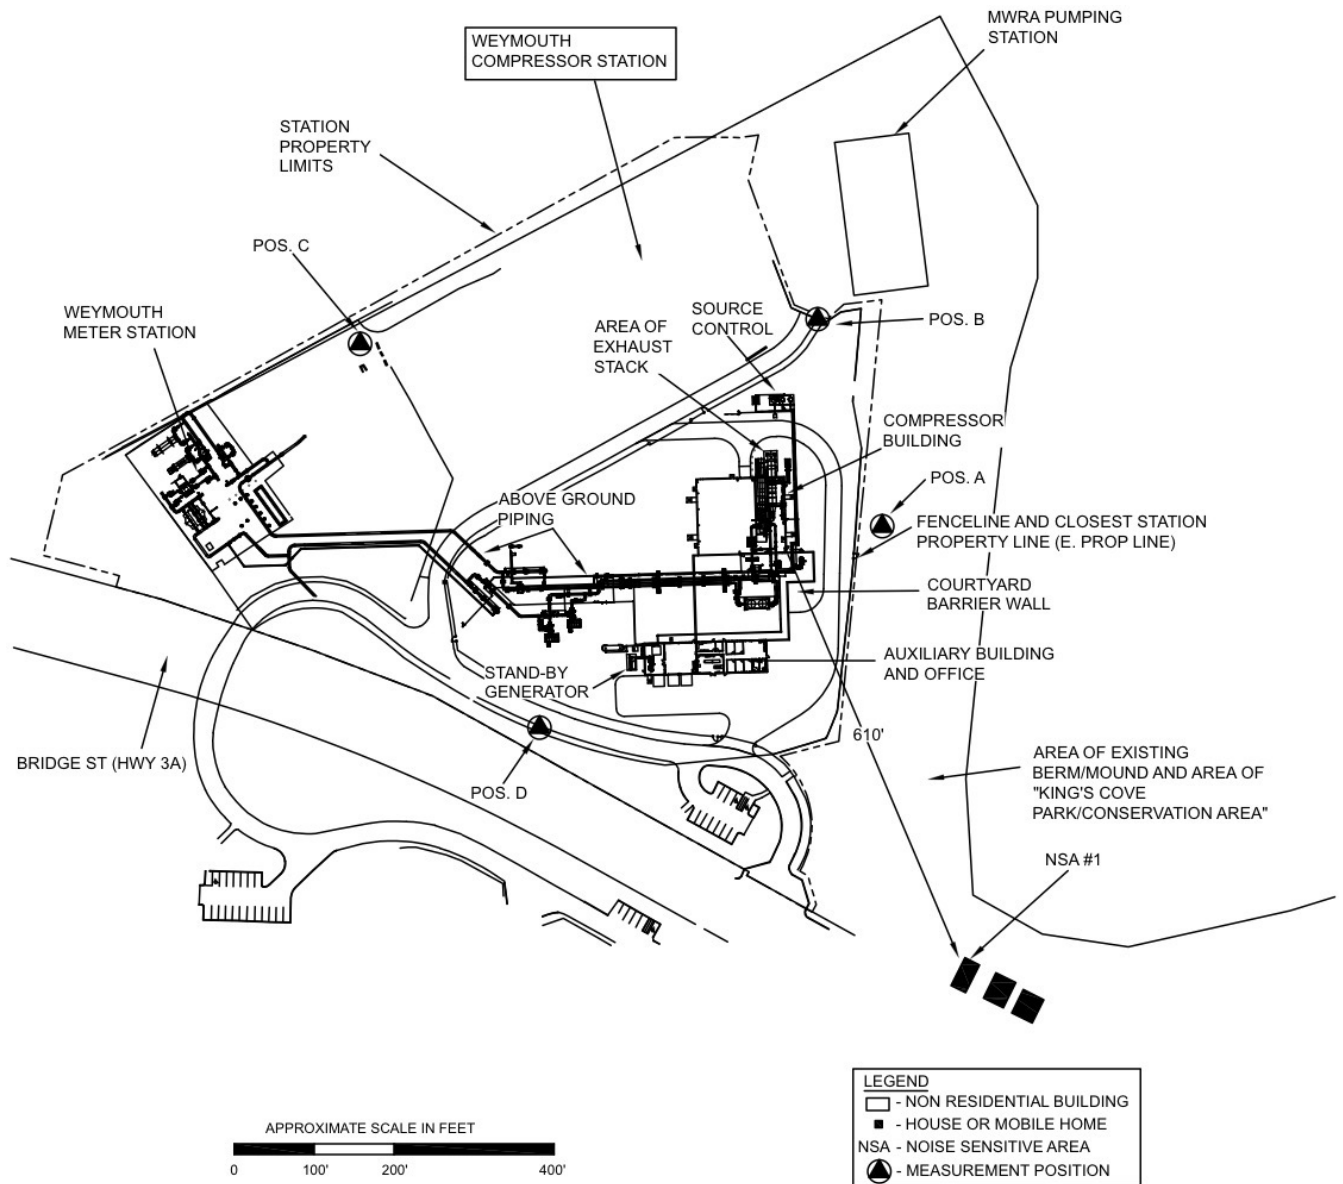 MWRA PUMPING
STATION
WEYMOUTH
COMPRESSOR STATION
STATION
PROPERTY
LIMITS
POS. C
WEYMOUTH
METER STATION
SOURCE
CONTROL
AREA OF
EXHAUST
STACK
POS. B
COMPRESSOR
BUILDING
POS. A
ABOVE GROUND
PIPING
FENCELINE AND CLOSEST STATION
PROPERTY LINE (E. PROP LINE)
COURTYARD
BARRIER WALL
AUXILIARY BUILDING
AND OFFICE
STAND-BY
GENERATOR
610'
BRIDGE ST (HWY 3A)
POS. D
AREA OF EXISTING
BERM/MOUND AND AREA OF
"KING'S COVE
PARK/CONSERVATION AREA"
NSA #1
LEGEND
- NON RESIDENTIAL BUILDING
- HOUSE OR MOBILE HOME
NSA - NOISE SENSITIVE AREA
- MEASUREMENT POSITION
APPROXIMATE SCALE IN FEET
0 100' 200' 400'